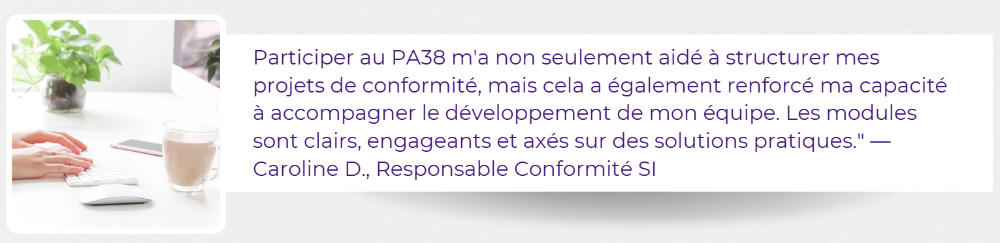 Participer au PA38 m'a non seulement aidé à structurer mes
projets de conformité, mais cela a également renforcé ma capacité
à accompagner le développement de mon équipe. Les modules
sont clairs, engageants et axés sur des solutions pratiques." —
Caroline D., Responsable Conformité SI